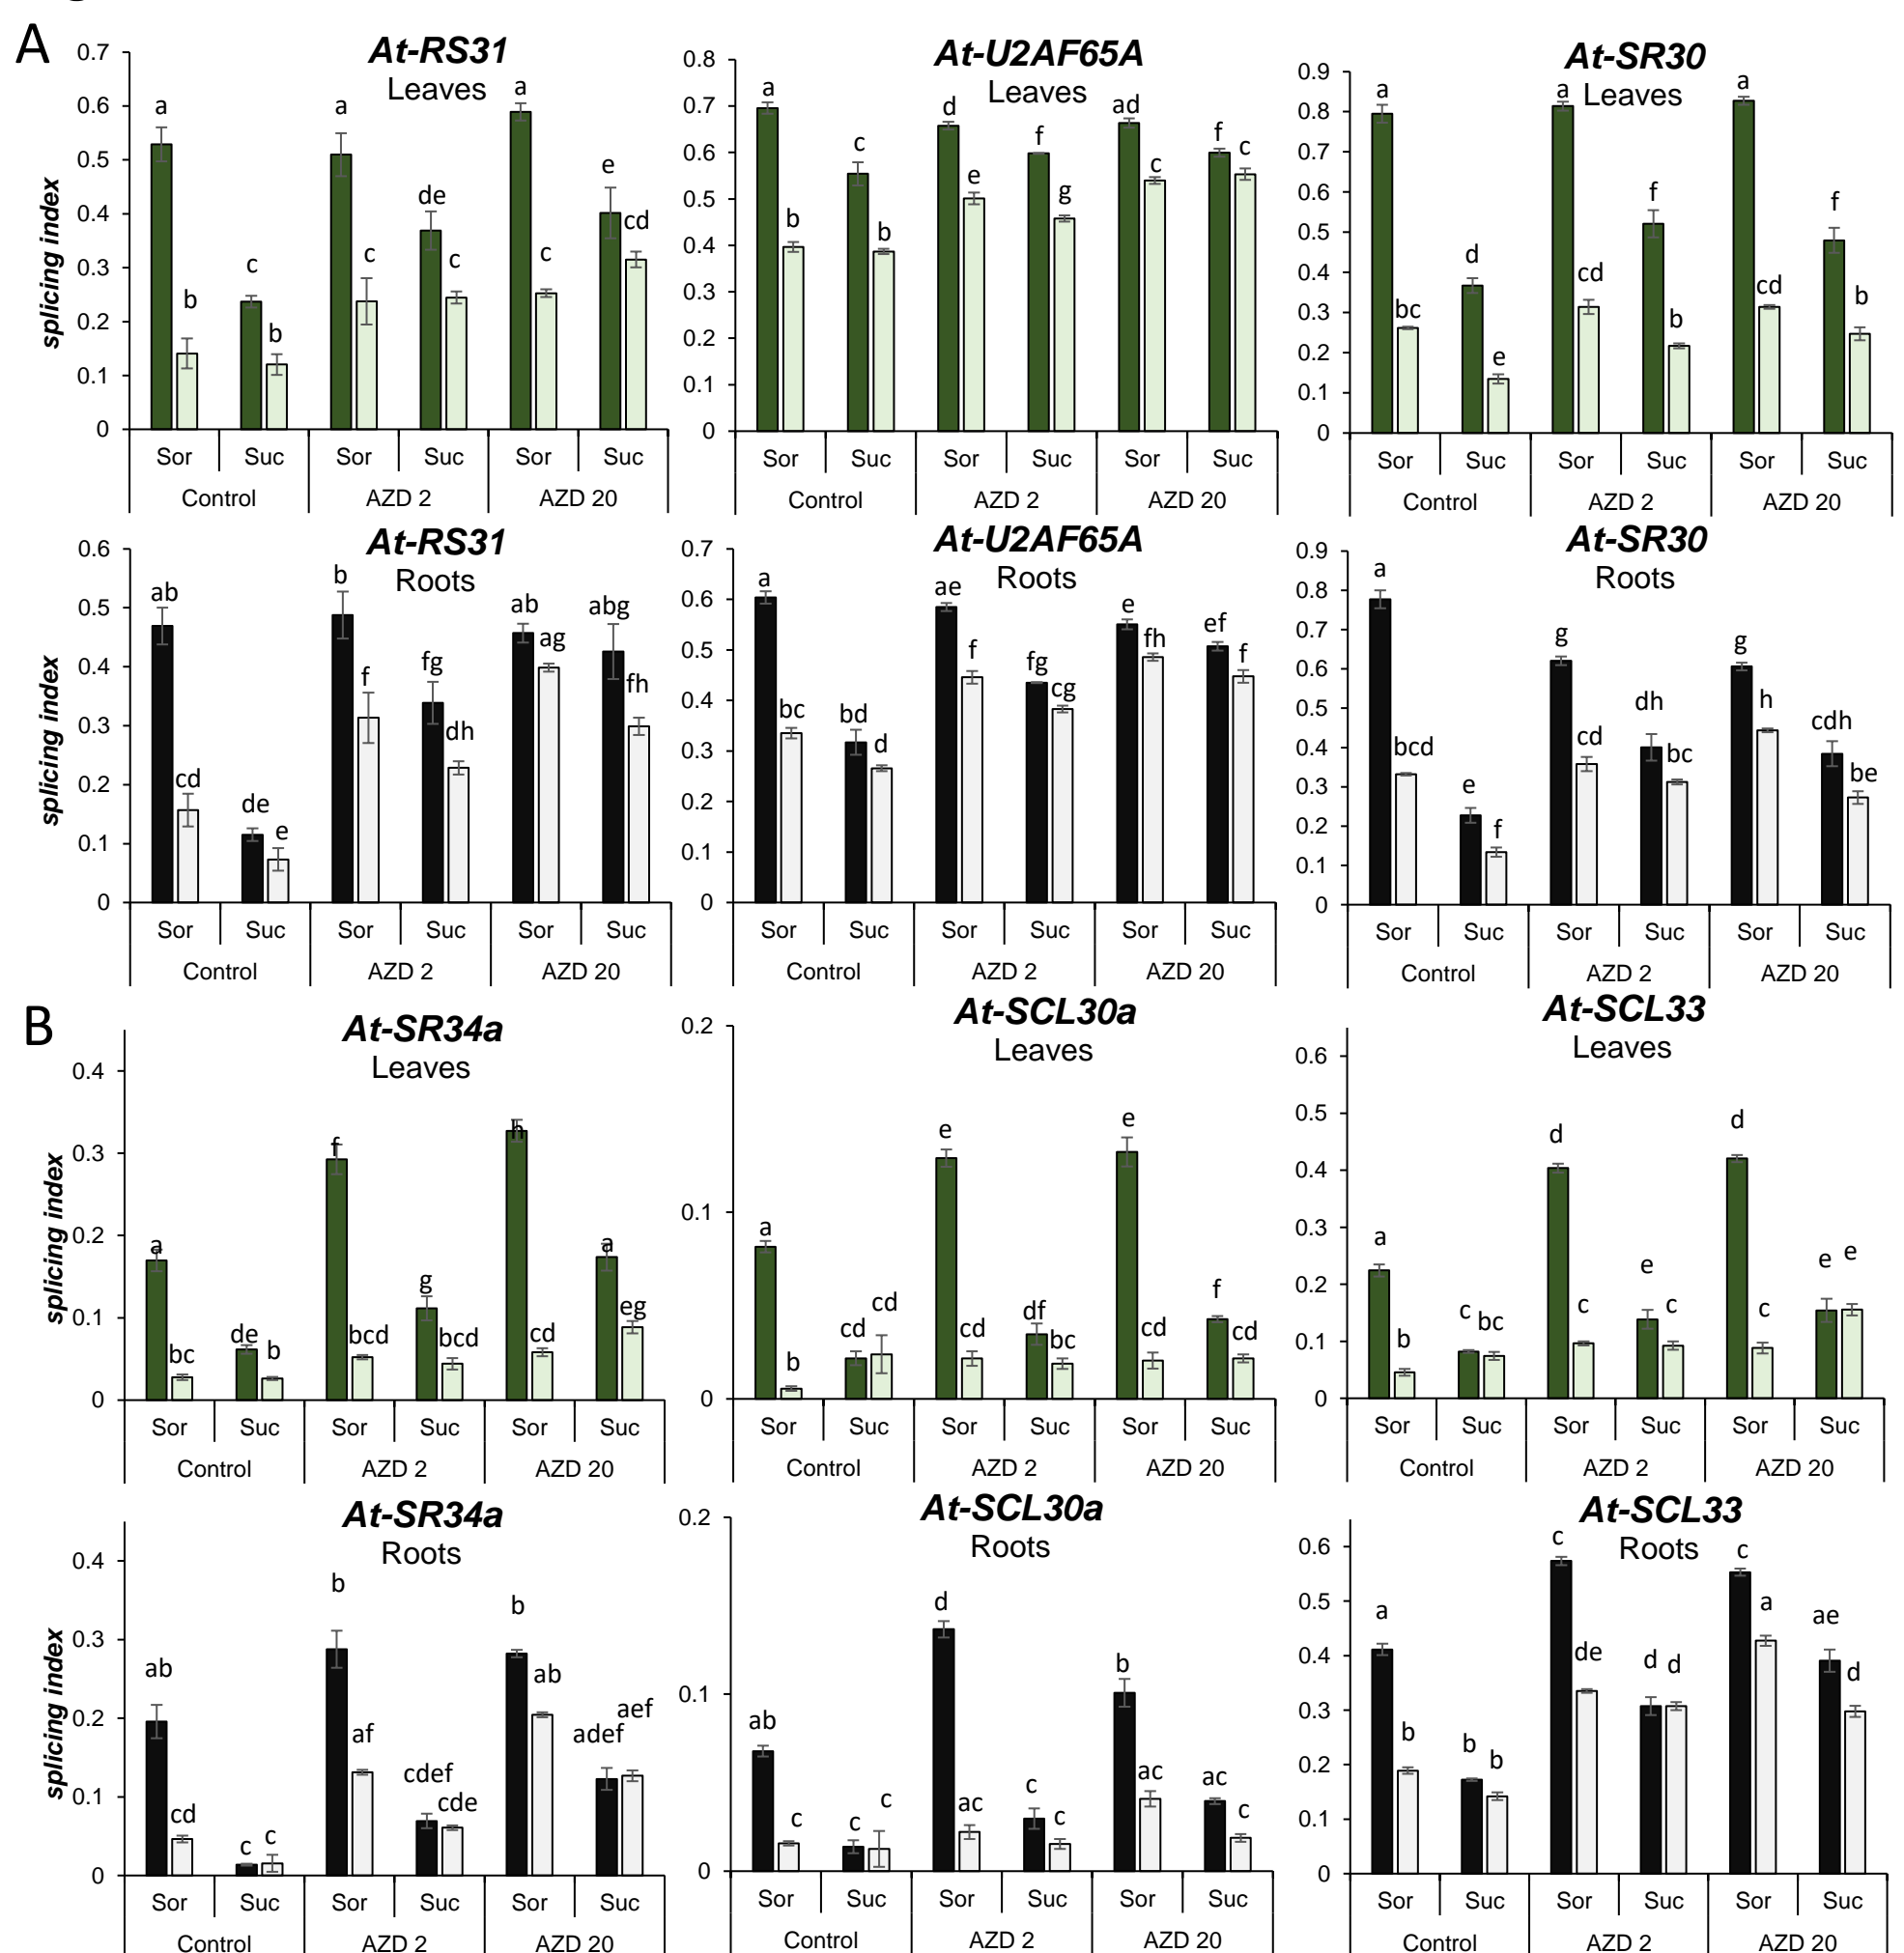 A
At-RS31
Leaves
splicing index
0.7
0.6
0.5
0.4
0.3
0.2
0.1
0
a b c b a c de c a c e cd
Sor Suc Sor Suc Sor Suc
Control AZD 2 AZD 20
At-U2AF65A
Leaves
0.8
0.7
0.6
0.5
0.4
0.3
0.2
0.1
0
a b c b d e f g ad c f c
Sor Suc Sor Suc Sor Suc
Control AZD 2 AZD 20
At-SR30
Leaves
0.9
0.8
0.7
0.6
0.5
0.4
0.3
0.2
0.1
0
a bc d e a cd f b a cd f b
Sor Suc Sor Suc Sor Suc
Control AZD 2 AZD 20
At-RS31
Roots
splicing index
0.6
0.5
0.4
0.3
0.2
0.1
0
ab cd de e b f fg dh ab ag abg fh
Sor Suc Sor Suc Sor Suc
Control AZD 2 AZD 20
At-U2AF65A
Roots
0.7
0.6
0.5
0.4
0.3
0.2
0.1
0
a bc bd d ae f fg cg e fh ef f
Sor Suc Sor Suc Sor Suc
Control AZD 2 AZD 20
At-SR30
Roots
0.9
0.8
0.7
0.6
0.5
0.4
0.3
0.2
0.1
0
a bcd e f g cd dh bc g h cdh be
Sor Suc Sor Suc Sor Suc
Control AZD 2 AZD 20
B
At-SR34a
Leaves
splicing index
0.4
0.3
0.2
0.1
0
a bc de b f bcd g bcd h cd a eg
Sor Suc Sor Suc Sor Suc
Control AZD 2 AZD 20
At-SCL30a
Leaves
0.2
0.1
0
a b cd cd e cd df bc e cd f cd
Sor Suc Sor Suc Sor Suc
Control AZD 2 AZD 20
At-SCL33
Leaves
0.6
0.5
0.4
0.3
0.2
0.1
0
a b c bc d c e c d c e e
Sor Suc Sor Suc Sor Suc
Control AZD 2 AZD 20
At-SR34a
Roots
splicing index
0.4
0.3
0.2
0.1
0
ab cd c c b af cdef cde b ab adef aef
Sor Suc Sor Suc Sor Suc
Control AZD 2 AZD 20
At-SCL30a
Roots
0.2
0.1
0
ab c c c d ac c c b ac ac c
Sor Suc Sor Suc Sor Suc
Control AZD 2 AZD 20
At-SCL33
Roots
0.6
0.5
0.4
0.3
0.2
0.1
0
a b b b c de d d c a ae d
Sor Suc Sor Suc Sor Suc
Control AZD 2 AZD 20